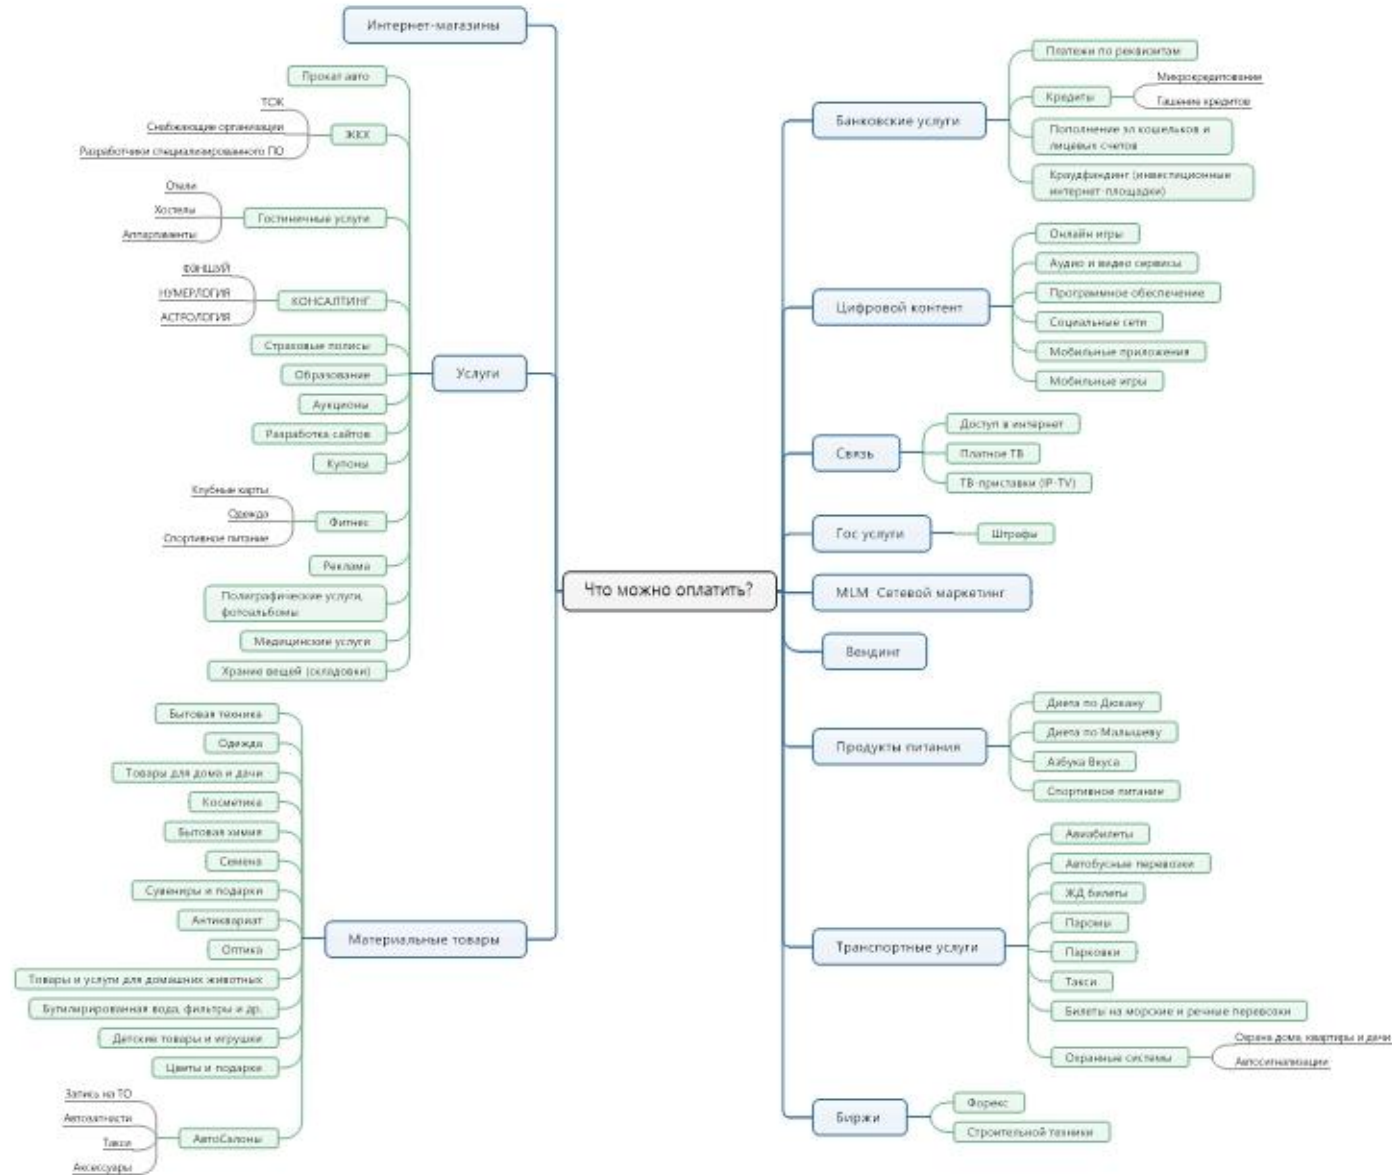 Что можно оплатить?
Интернет-магазины
Услуги
Прокат авто
ЖКХ
ТСЖ
Снабжающие организации
Разработчики специализированного ПО
Гостиничные услуги
Отели
Хостелы
Аппартаменты
КОНСАЛТИНГ
ФЭНШУЙ
НУМЕРЛОГИЯ
АСТРОЛОГИЯ
Страховые полисы
Образование
Аукционы
Разработка сайтов
Купоны
Фитнес
Клубные карты
Одежда
Спортивное питание
Реклама
Полиграфические услуги,
фотоальбомы
Медицинские услуги
Храние вещей (складовки)
Материальные товары
Бытовая техника
Одежда
Товары для дома и дачи
Косметика
Бытовая химия
Семена
Сувениры и подарки
Антиквариат
Оптика
Товары и услуги для домашних животных
Бутилирированная вода, фильтры и др.
Детские товары и игрушки
Цветы и подарки
АвтоСалоны
Запись на ТО
Автозапчасти
Такси
Аксессуары
Банковские услуги
Платежи по реквизитам
Кредиты
Микрокредитование
Гашение кредитов
Пополнение эл кошельков и
лицевых счетов
Краудфандинг (инвестиционные
интернет-площадки)
Цифровой контент
Онлайн игры
Аудио и видео сервисы
Программное обеспечение
Социальные сети
Мобильные приложения
Мобильные игры
Связь
Доступ в интернет
Платное ТВ
ТВ-приставки (IP-TV)
Гос услуги
Штрафы
MLM Сетевой маркетинг
Вендинг
Продукты питания
Диета по Дюкану
Диета по Малышеву
Азбука Вкуса
Спортивное питание
Транспортные услуги
Авиабилеты
Автобусные перевозки
ЖД билеты
Паромы
Парковки
Такси
Билеты на морские и речные перевозки
Охранные системы
Охрана дома, квартиры и дачи
Автосигнализации
Биржи
Форекс
Строительной техники